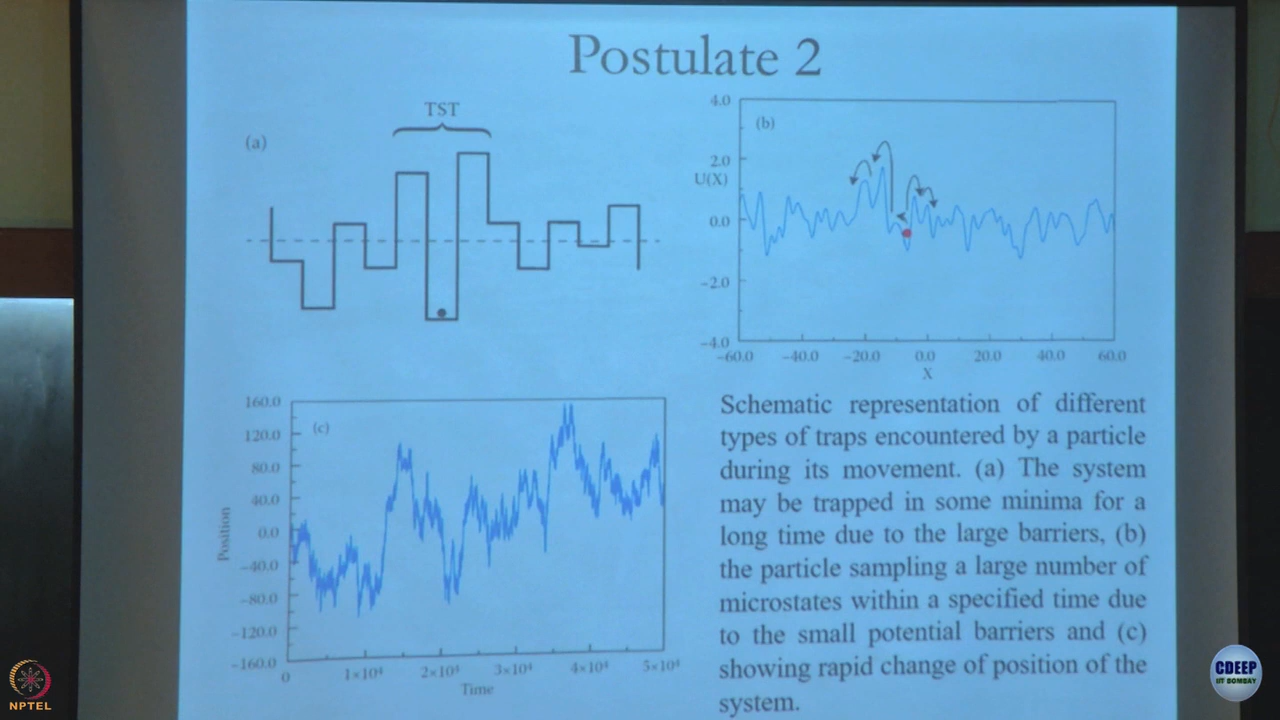 Postulate 2
TST
(a)
(b)
4.0
2.0
U(X)
0.0
−2.0
−4.0
−60.0 −40.0 −20.0 0.0 20.0 40.0 60.0
X
(c)
160.0
120.0
80.0
40.0
0.0
−40.0
−80.0
−120.0
−160.0
Position
0 1×10⁴ 2×10⁴ 3×10⁴ 4×10⁴ 5×10⁴
Time
Schematic representation of different
types of traps encountered by a particle
during its movement. (a) The system
may be trapped in some minima for a
long time due to the large barriers, (b)
the particle sampling a large number of
microstates within a specified time due
to the small potential barriers and (c)
showing rapid change of position of the
system.
NPTEL
CDEEP
IIT BOMBAY